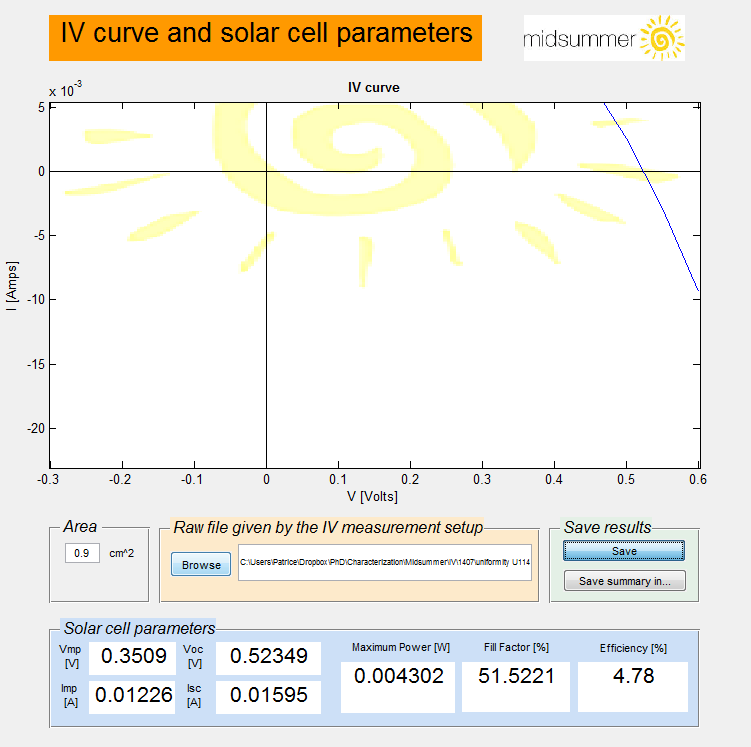 IV curve and solar cell parameters
midsummer
x 10-3
IV curve
5
0
-5
-10
-15
-20
I [Amps]
-0.3 -0.2 -0.1 0 0.1 0.2 0.3 0.4 0.5 0.6
V [Volts]
Area
0.9 cm^2
Raw file given by the IV measurement setup
Browse
C:\Users\Patrice\Dropbox\PhD\Characterization\Midsummer\IV\1407\uniformity U114
Save results
Save
Save summary in...
Solar cell parameters
Vmp [V] 0.3509
Voc [V] 0.52349
Imp [A] 0.01226
Isc [A] 0.01595
Maximum Power [W]
0.004302
Fill Factor [%]
51.5221
Efficiency [%]
4.78